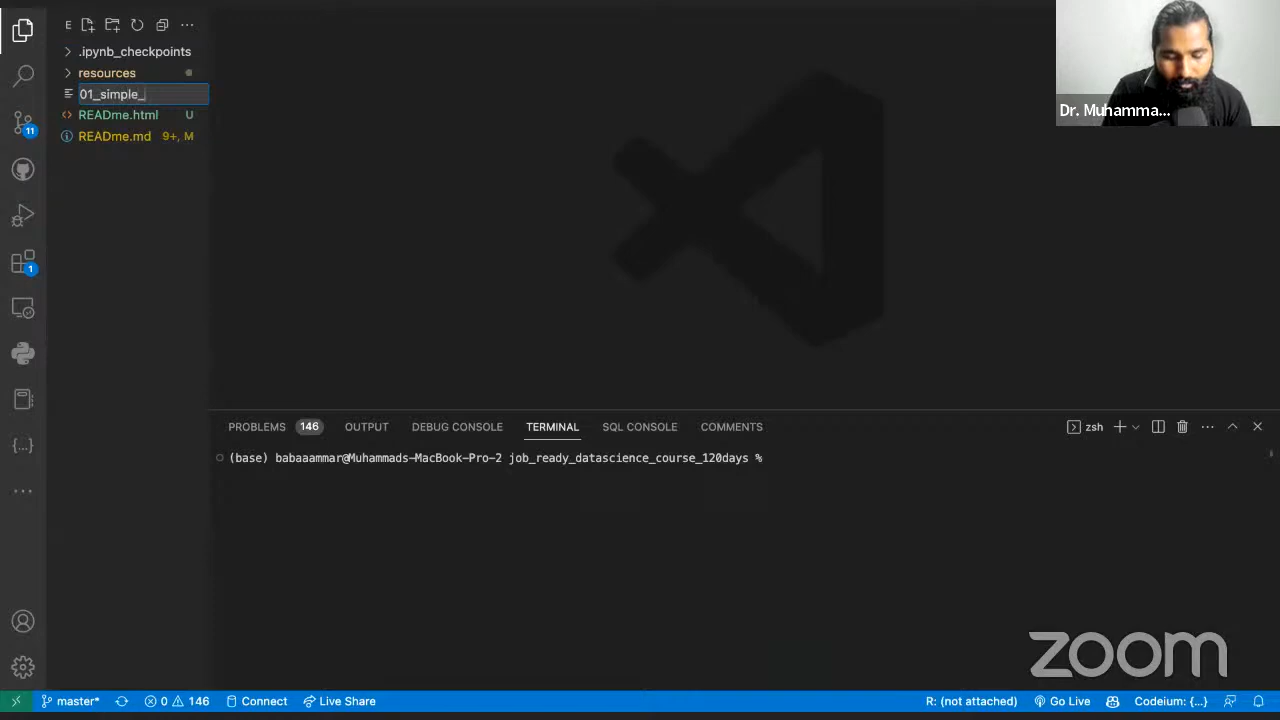 E
.ipynb_checkpoints
resources
01_simple_
READme.html U
READme.md 9+, M
11
1
Dr. Muhamma...
PROBLEMS 146 OUTPUT DEBUG CONSOLE TERMINAL SQL CONSOLE COMMENTS zsh
(base) babaaammar@Muhammads-MacBook-Pro-2 job_ready_datascience_course_120days %
zoom
master* 0 146 Connect Live Share R: (not attached) Go Live Codeium: {...}